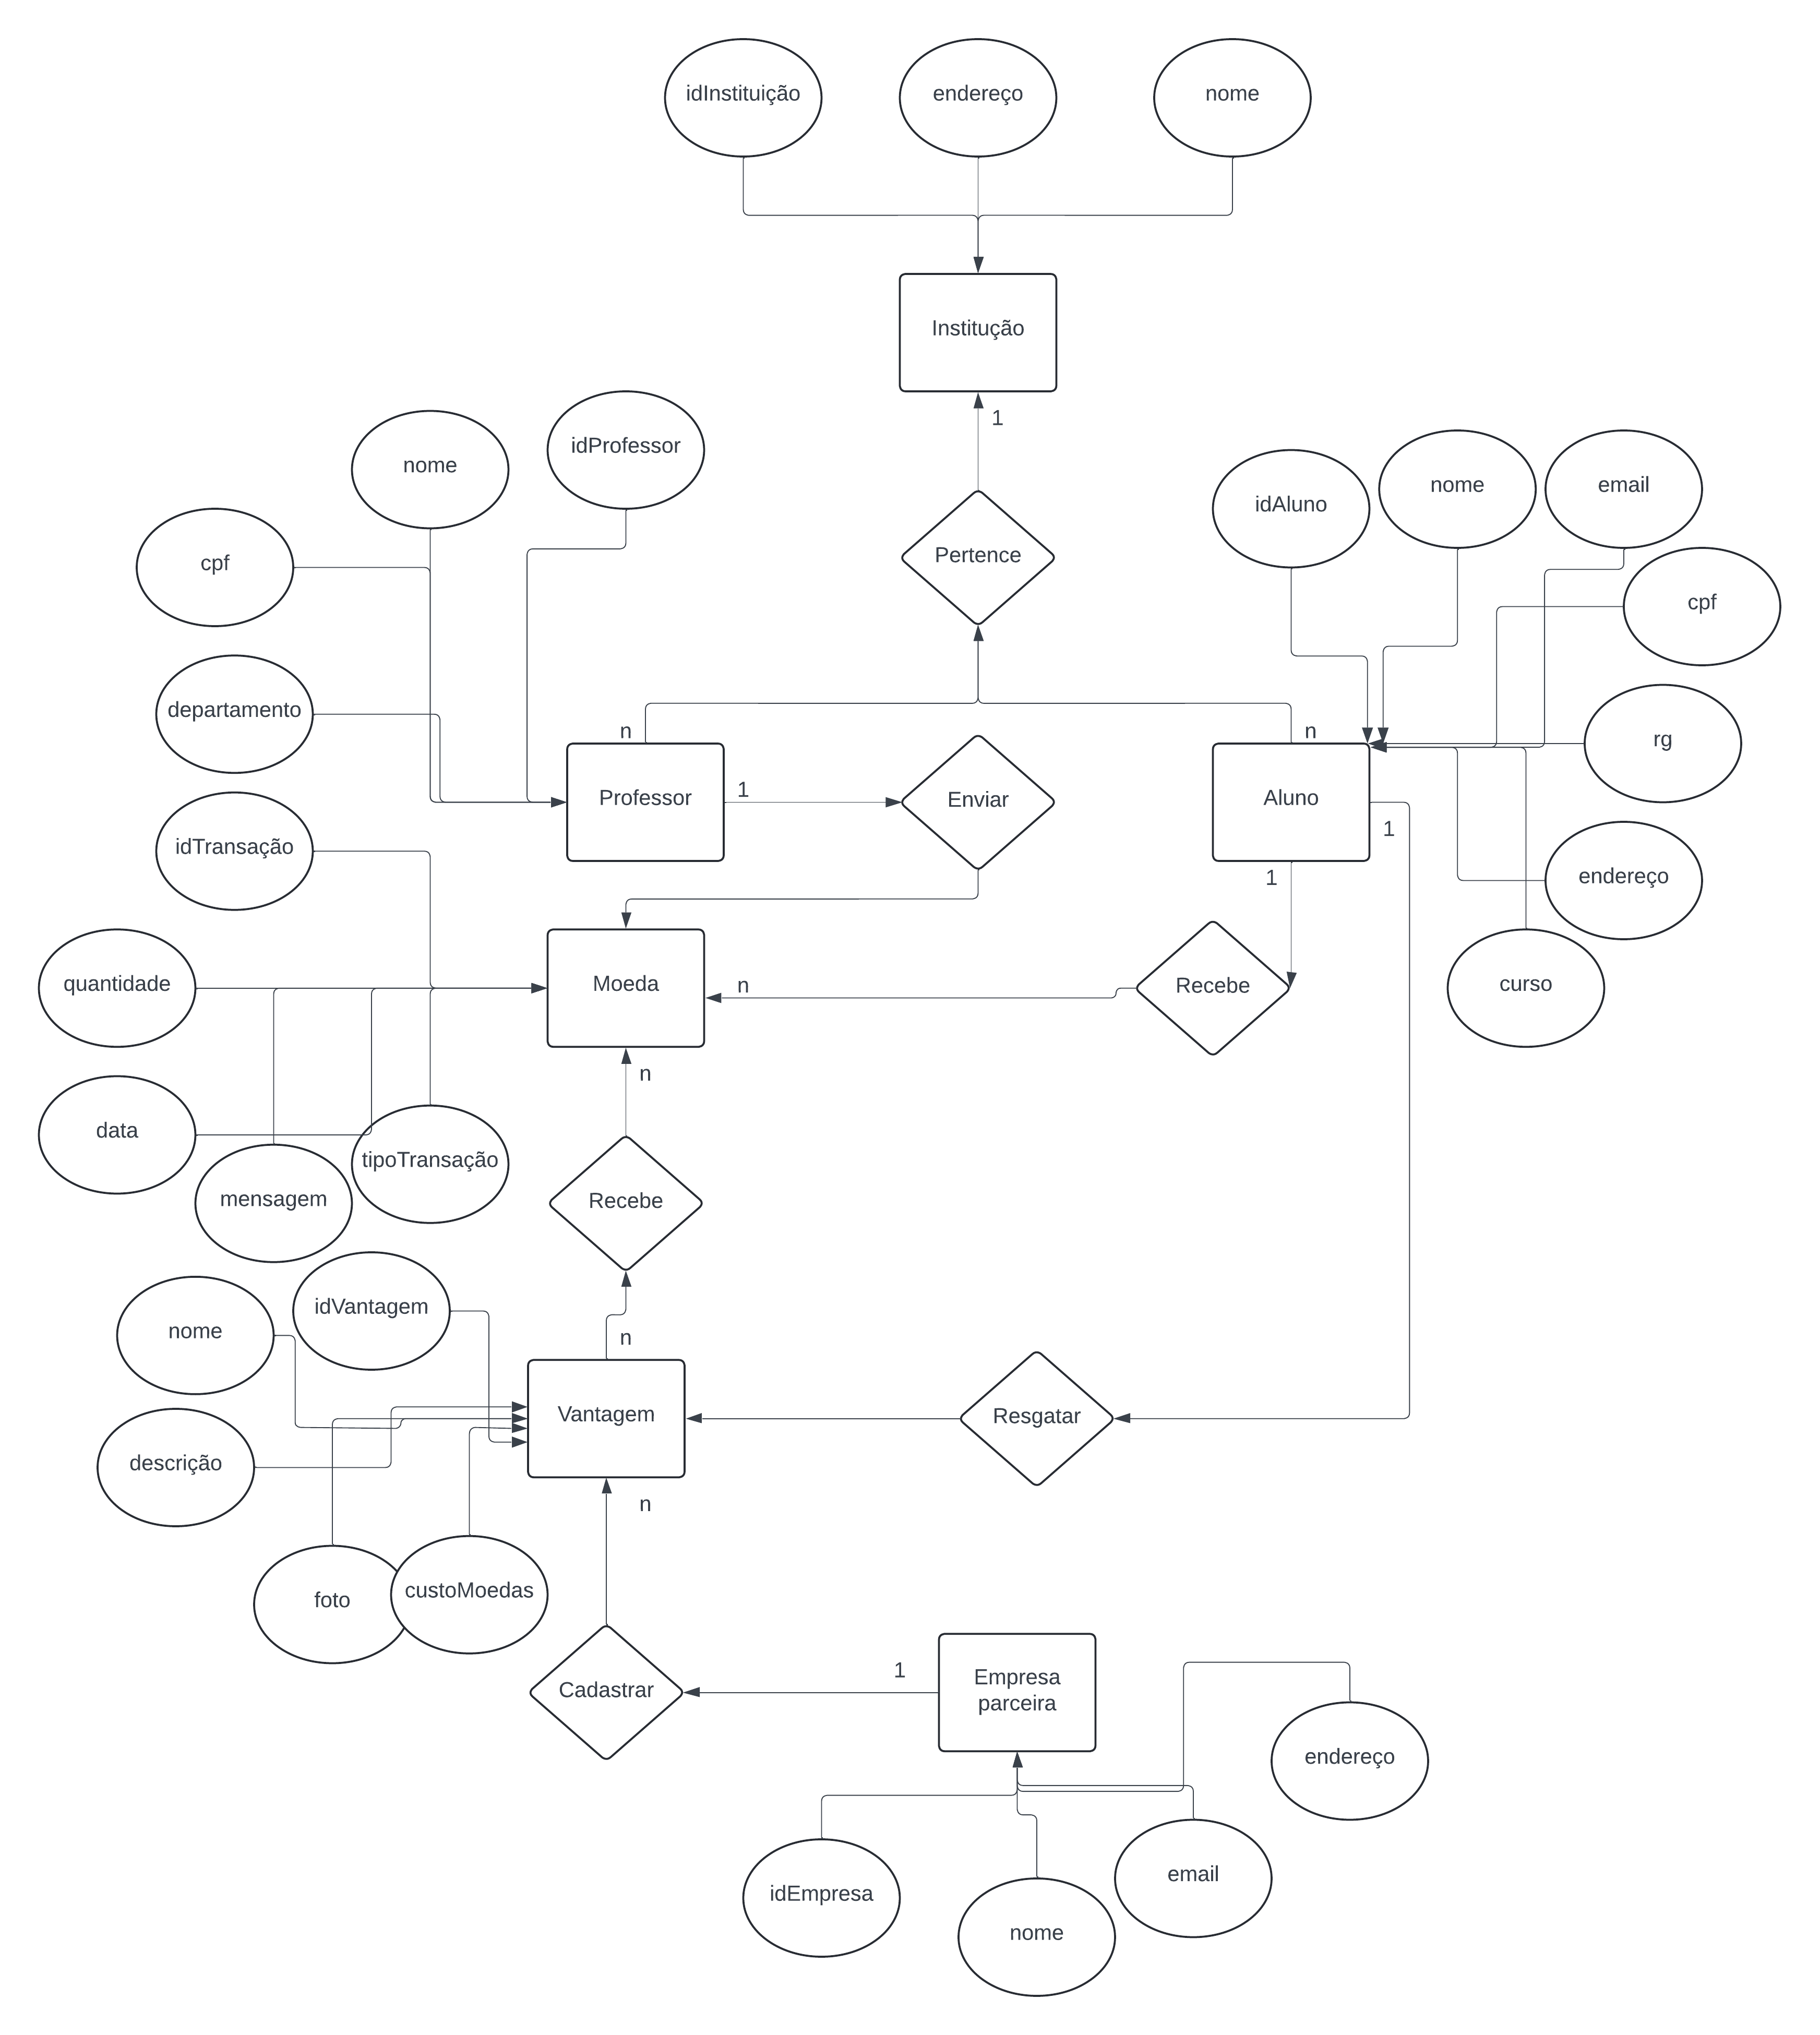 idInstituição
endereço
nome
Institução
1
nome
idProfessor
cpf
departamento
Pertence
idAluno
nome
email
cpf
rg
endereço
curso
n
n
Professor
1
Enviar
Aluno
1
1
idTransação
quantidade
Moeda
n
Recebe
n
data
mensagem
tipoTransação
Recebe
n
idVantagem
nome
descrição
Vantagem
Resgatar
n
foto
custoMoedas
Cadastrar
1
Empresa
parceira
endereço
idEmpresa
nome
email